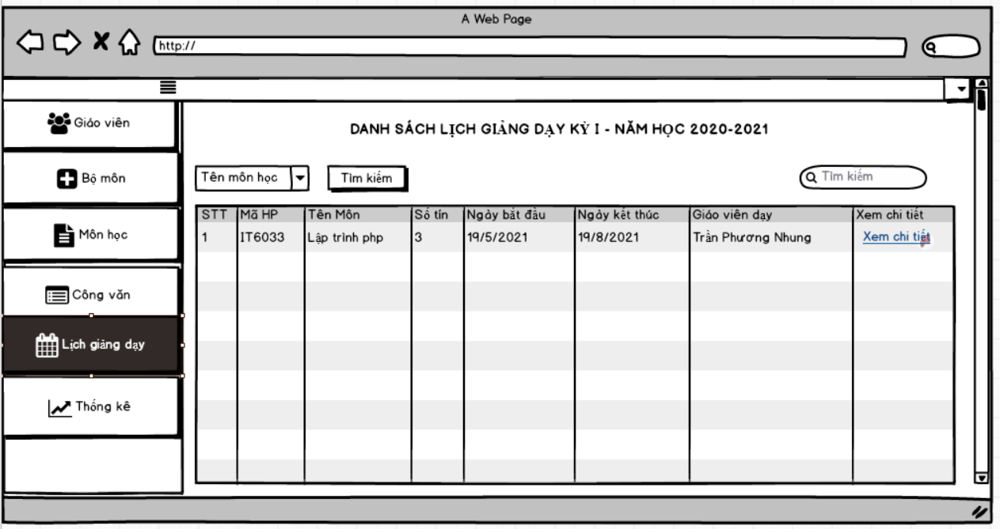 A Web Page
http://
Giáo viên
Bộ môn
Môn học
Công văn
Lịch giảng dạy
Thống kê
DANH SÁCH LỊCH GIẢNG DẠY KỲ I - NĂM HỌC 2020-2021
Tên môn học Tìm kiếm Tìm kiếm
STT Mã HP Tên Môn Số tín Ngày bắt đầu Ngày kết thúc Giáo viên dạy Xem chi tiết
1 IT6033 Lập trình php 3 19/5/2021 19/8/2021 Trần Phương Nhung Xem chi tiết